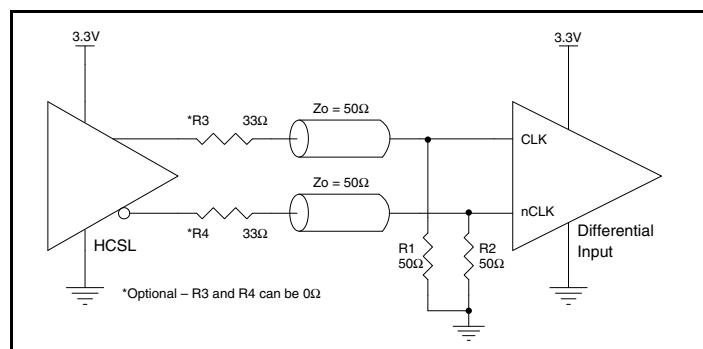 3.3V
3.3V
*R3 33Ω
Zo = 50Ω
CLK
Zo = 50Ω
nCLK
HCSL
*R4 33Ω
R1
50Ω
R2
50Ω
Differential
Input
*Optional – R3 and R4 can be 0Ω